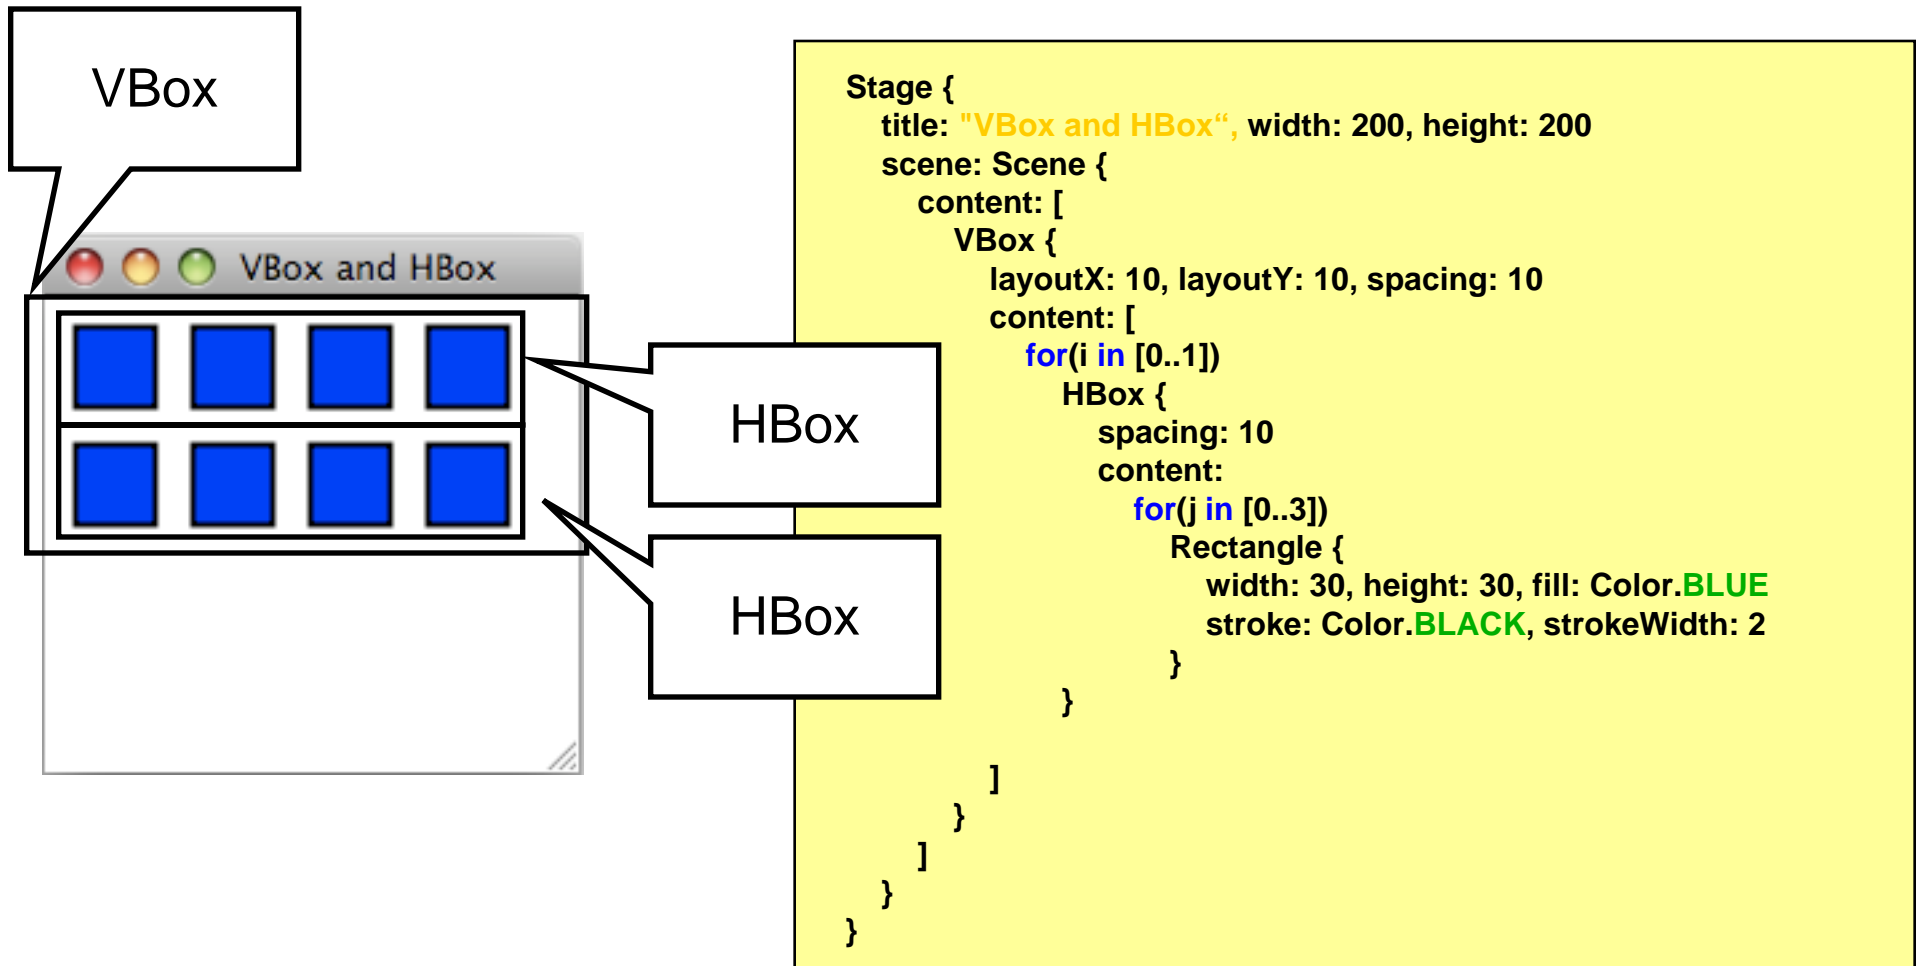 VBox
VBox and HBox
HBox
HBox
Stage {
title: "VBox and HBox“, width: 200, height: 200
scene: Scene {
content: [
VBox {
layoutX: 10, layoutY: 10, spacing: 10
content: [
for(i in [0..1])
HBox {
spacing: 10
content:
for(j in [0..3])
Rectangle {
width: 30, height: 30, fill: Color.BLUE
stroke: Color.BLACK, strokeWidth: 2
}
}
]
}
]
}
}